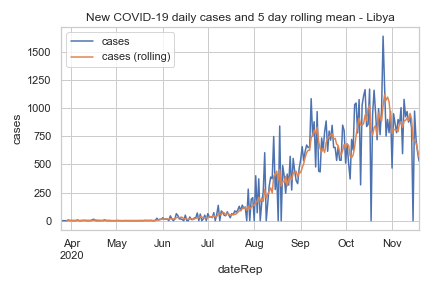 New COVID-19 daily cases and 5 day rolling mean - Libya
cases
cases (rolling)
cases
1500
1250
1000
750
500
250
0
Apr
2020
May
Jun
Jul
Aug
Sep
Oct
Nov
dateRep